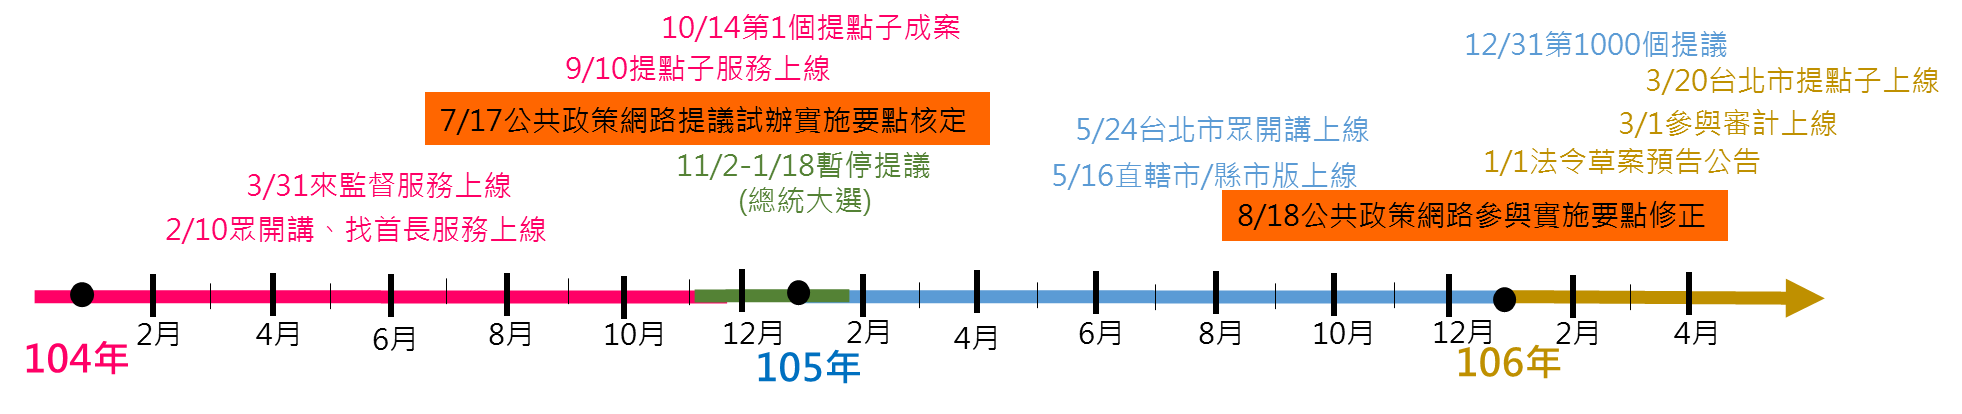 10/14第1個提點子成案
9/10提點子服務上線
7/17公共政策網路提議試辦實施要點核定
11/2-1/18暫停提議
(總統大選)
3/31來監督服務上線
2/10眾開講、找首長服務上線
12/31第1000個提議
3/20台北市提點子上線
3/1參與審計上線
5/24台北市眾開講上線
1/1法令草案預告公告
5/16直轄市/縣市版上線
8/18公共政策網路參與實施要點修正
2月
4月
6月
8月
10月
12月
2月
4月
6月
8月
10月
12月
2月
4月
104年
105年
106年